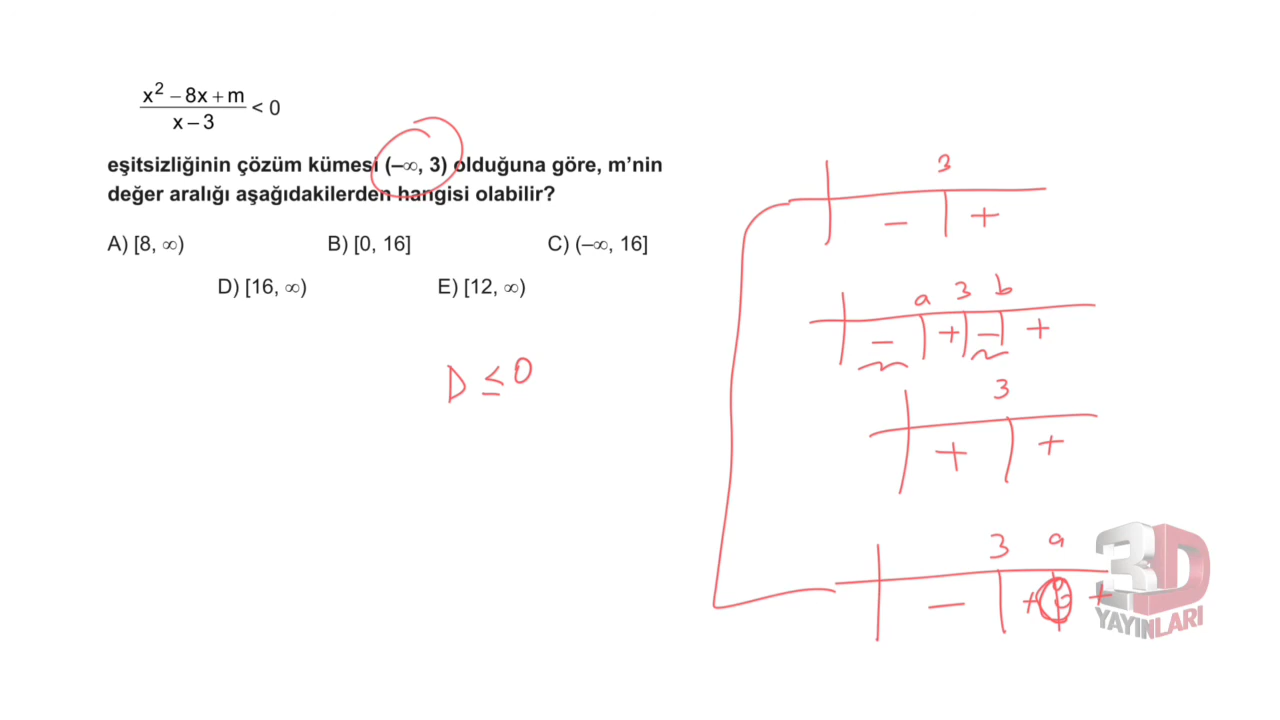 x² – 8x + m
x – 3
< 0
eşitsizliğinin çözüm kümesi (–∞, 3) olduğuna göre, m'nin
değer aralığı aşağıdakilerden hangisi olabilir?
A) [8, ∞) B) [0, 16] C) (–∞, 16]
D) [16, ∞) E) [12, ∞)
D ≤ 0
3
– +
a 3 b
– + – +
3
+ +
3 a
– + +
3D
YAYINLARI